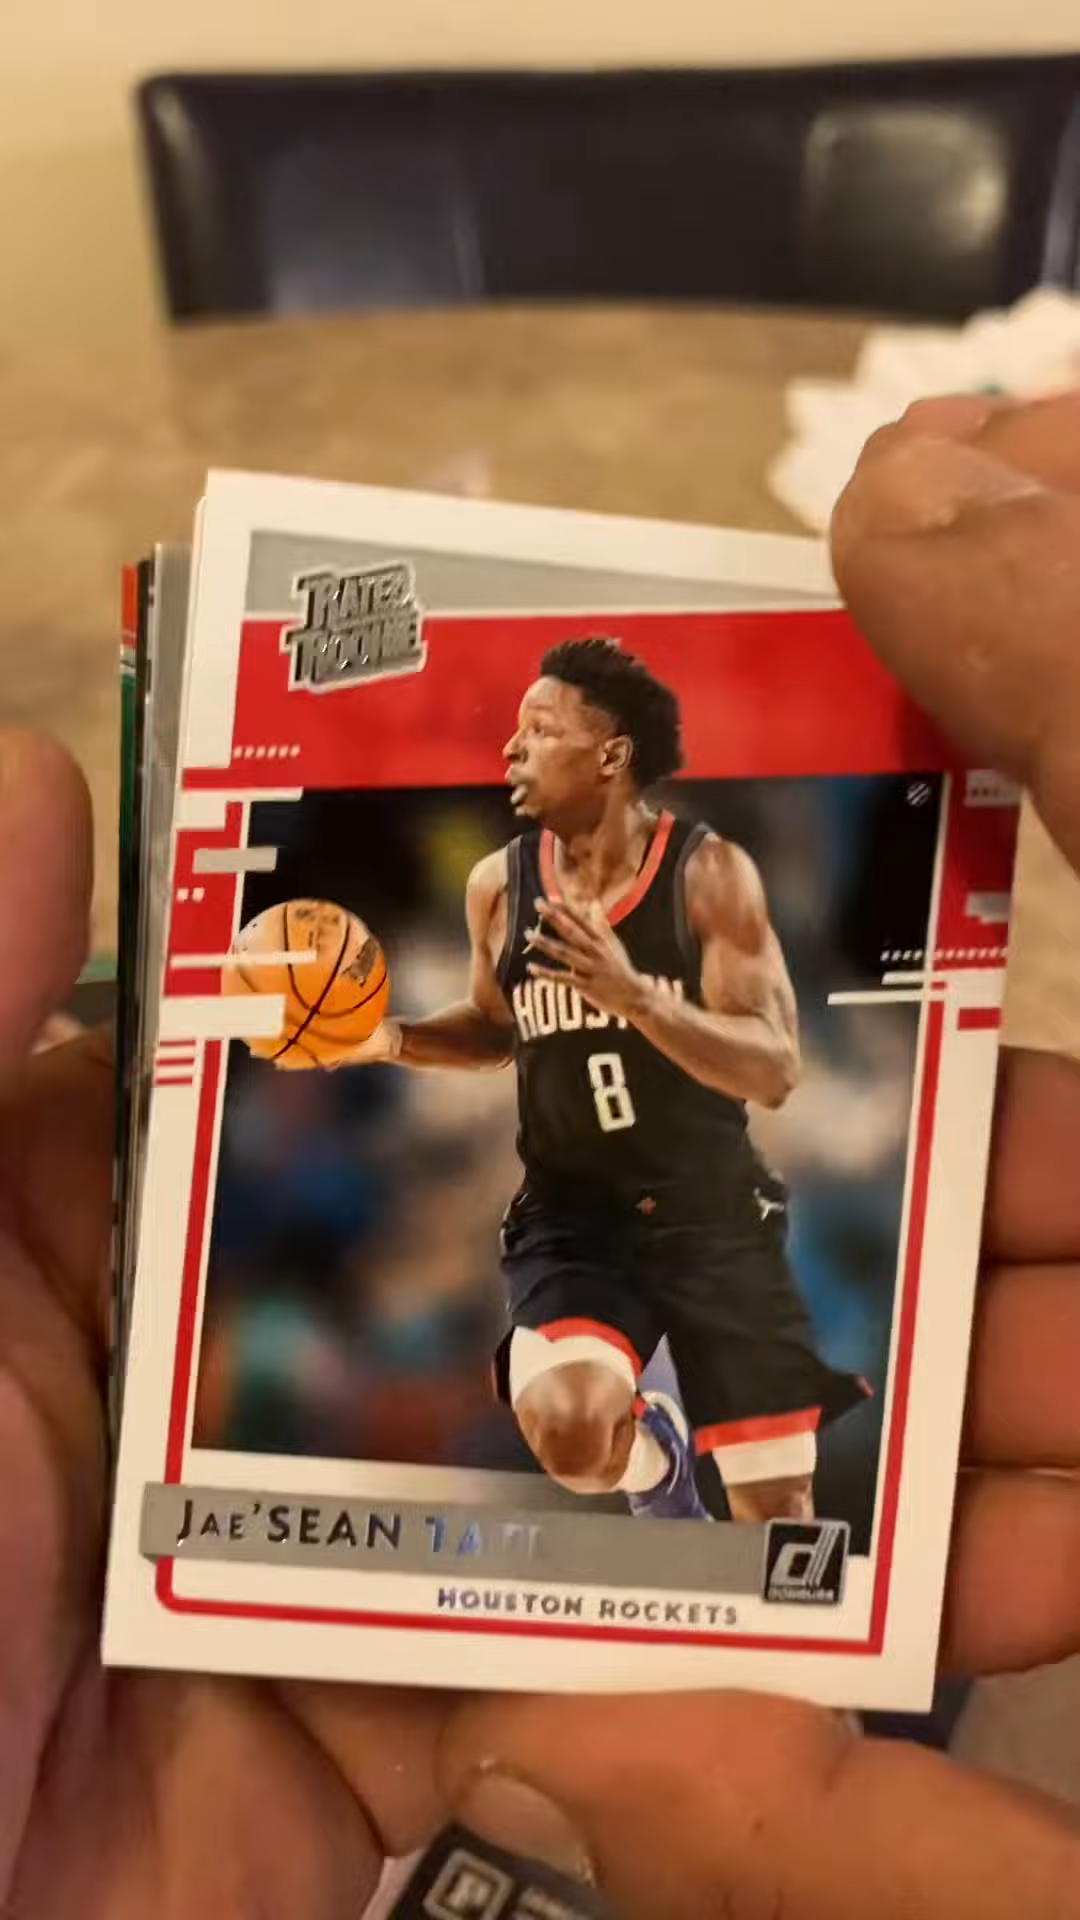 RATED
ROOKIE
HOUSTON
8
JAE'SEAN TATE
DONRUSS
HOUSTON ROCKETS